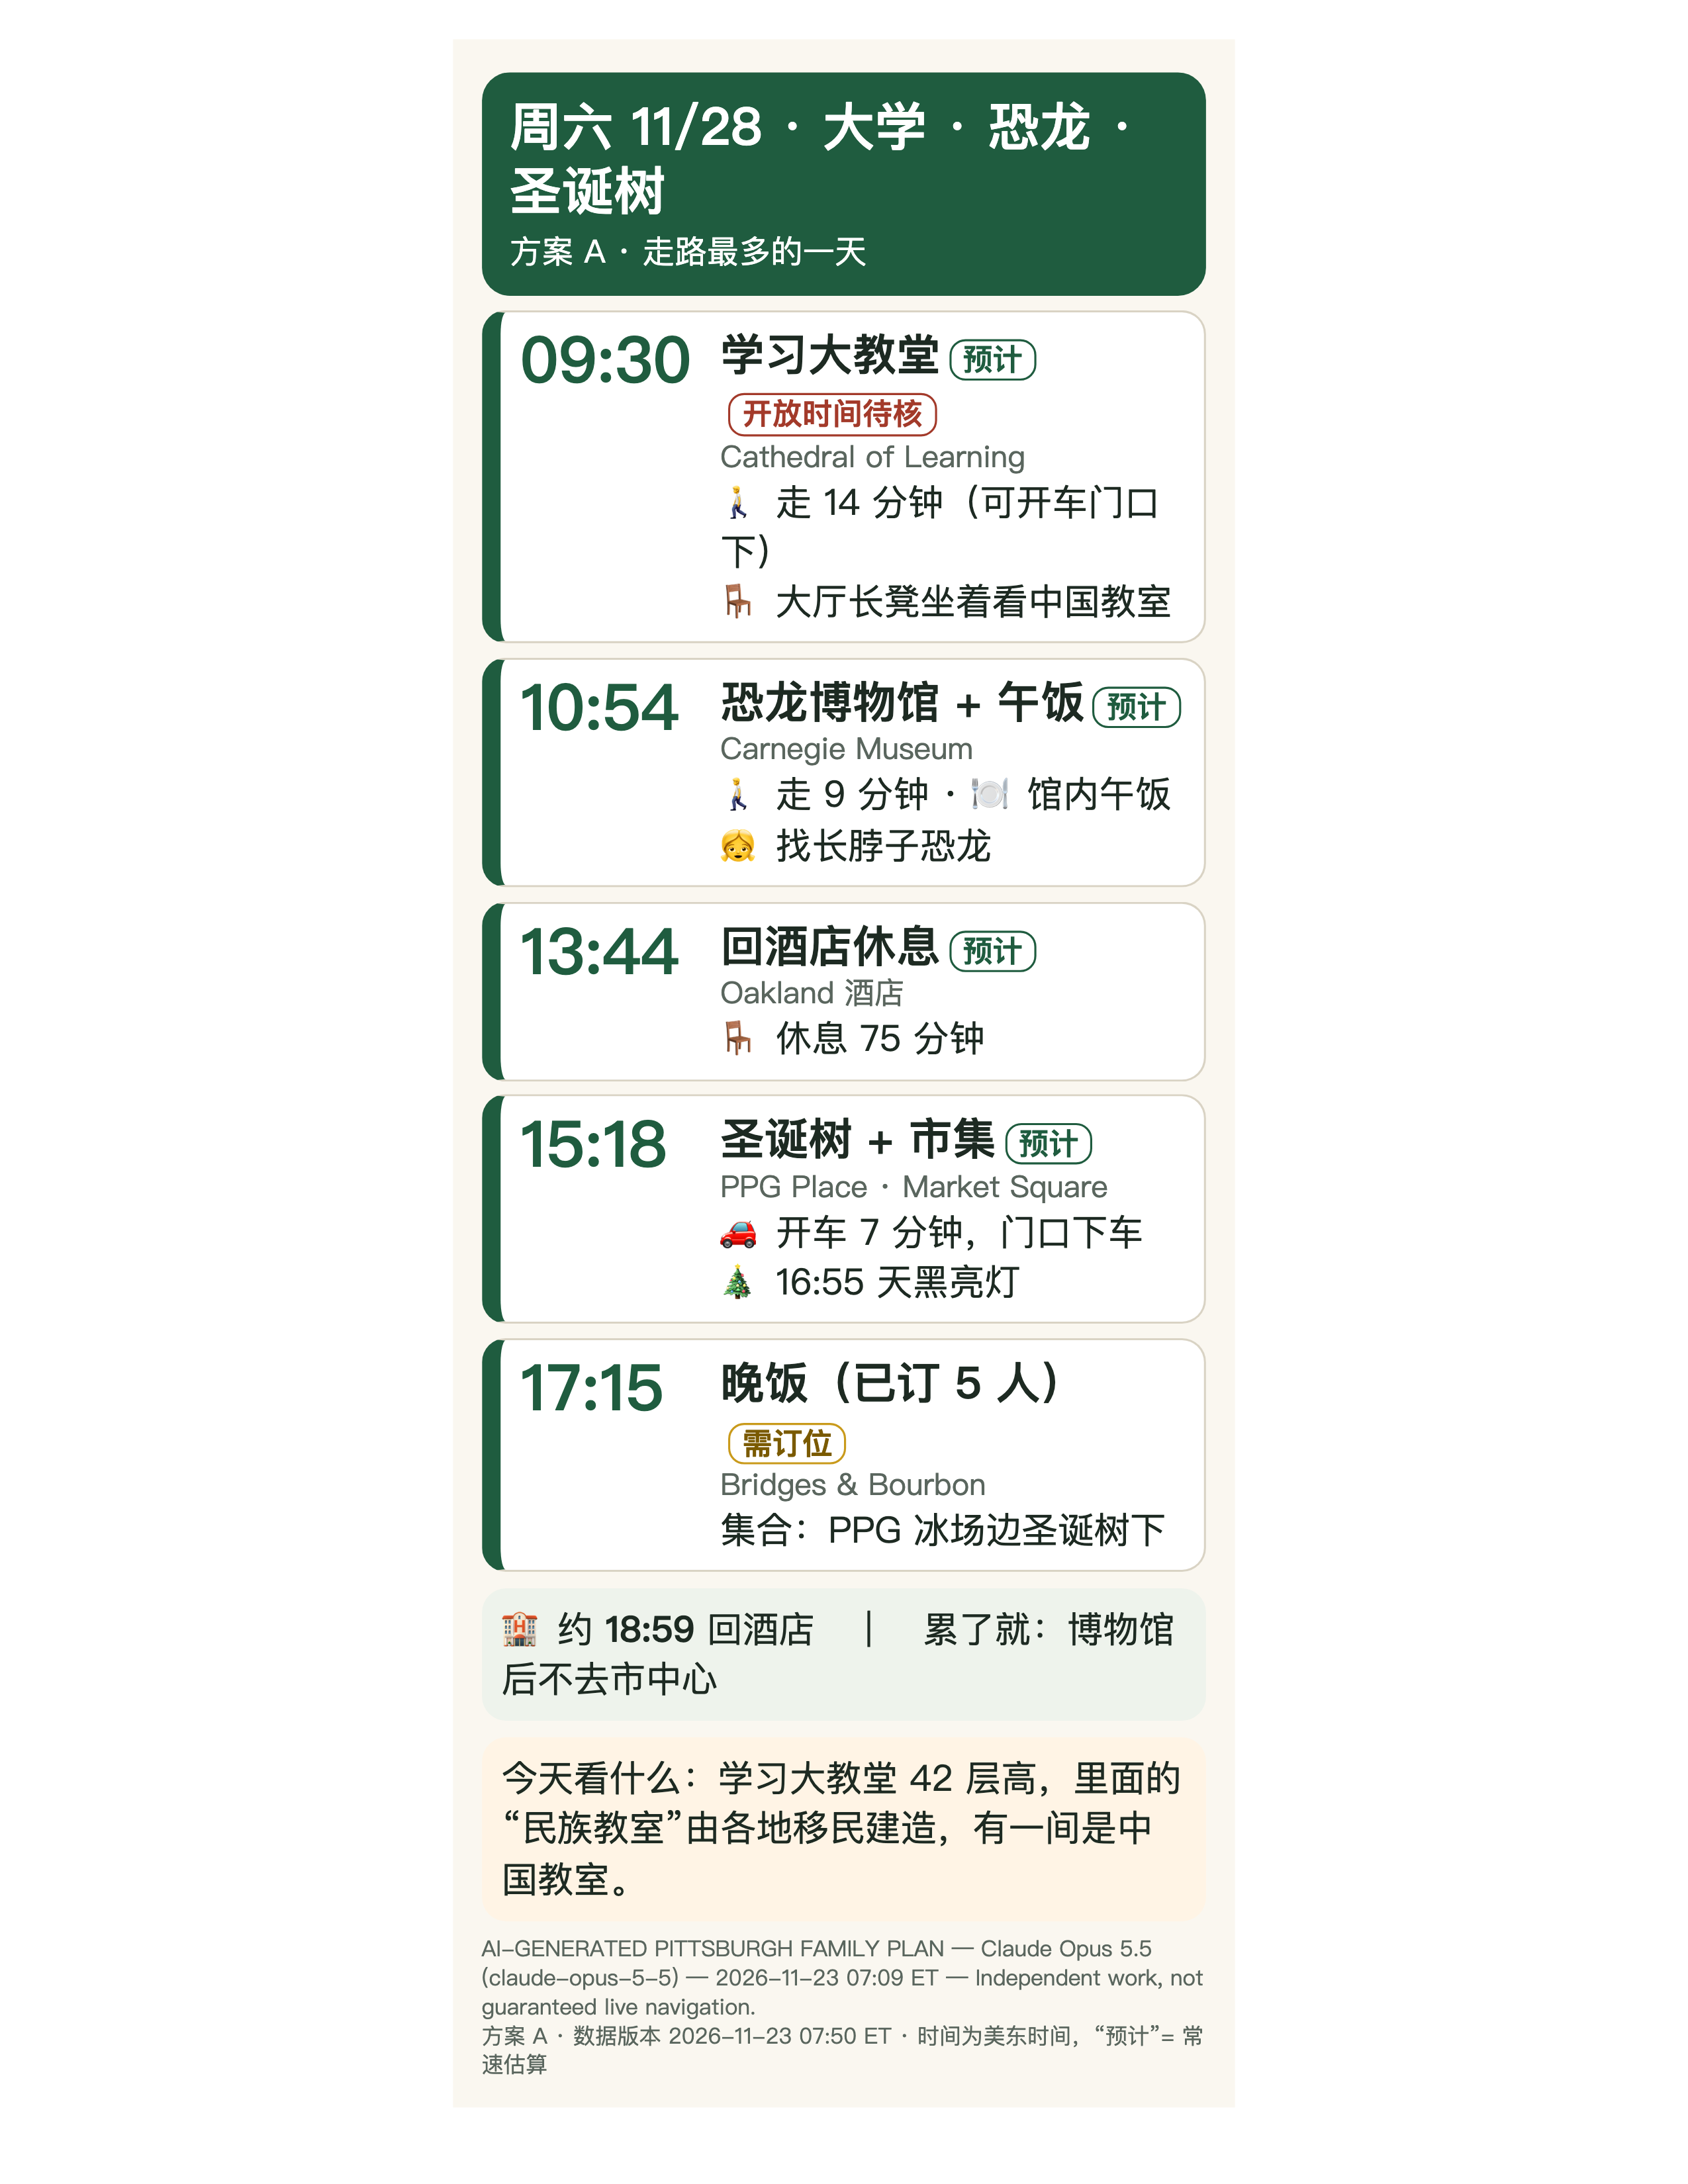 周六 11/28 · 大学 · 恐龙 ·
圣诞树
方案 A · 走路最多的一天
09:30 学习大教堂 预计
开放时间待核
Cathedral of Learning
🚶 走 14 分钟（可开车门口
下）
🪑 大厅长凳坐着看中国教室
10:54 恐龙博物馆 + 午饭 预计
Carnegie Museum
🚶 走 9 分钟 · 🍽️ 馆内午饭
👧 找长脖子恐龙
13:44 回酒店休息 预计
Oakland 酒店
🪑 休息 75 分钟
15:18 圣诞树 + 市集 预计
PPG Place · Market Square
🚗 开车 7 分钟，门口下车
🎄 16:55 天黑亮灯
17:15 晚饭（已订 5 人）
需订位
Bridges & Bourbon
集合：PPG 冰场边圣诞树下
🏨 约 18:59 回酒店 | 累了就：博物馆
后不去市中心
今天看什么：学习大教堂 42 层高，里面的
“民族教室”由各地移民建造，有一间是中
国教室。
AI-GENERATED PITTSBURGH FAMILY PLAN — Claude Opus 5.5
(claude-opus-5-5) — 2026-11-23 07:09 ET — Independent work, not
guaranteed live navigation.
方案 A · 数据版本 2026-11-23 07:50 ET · 时间为美东时间，“预计”= 常
速估算